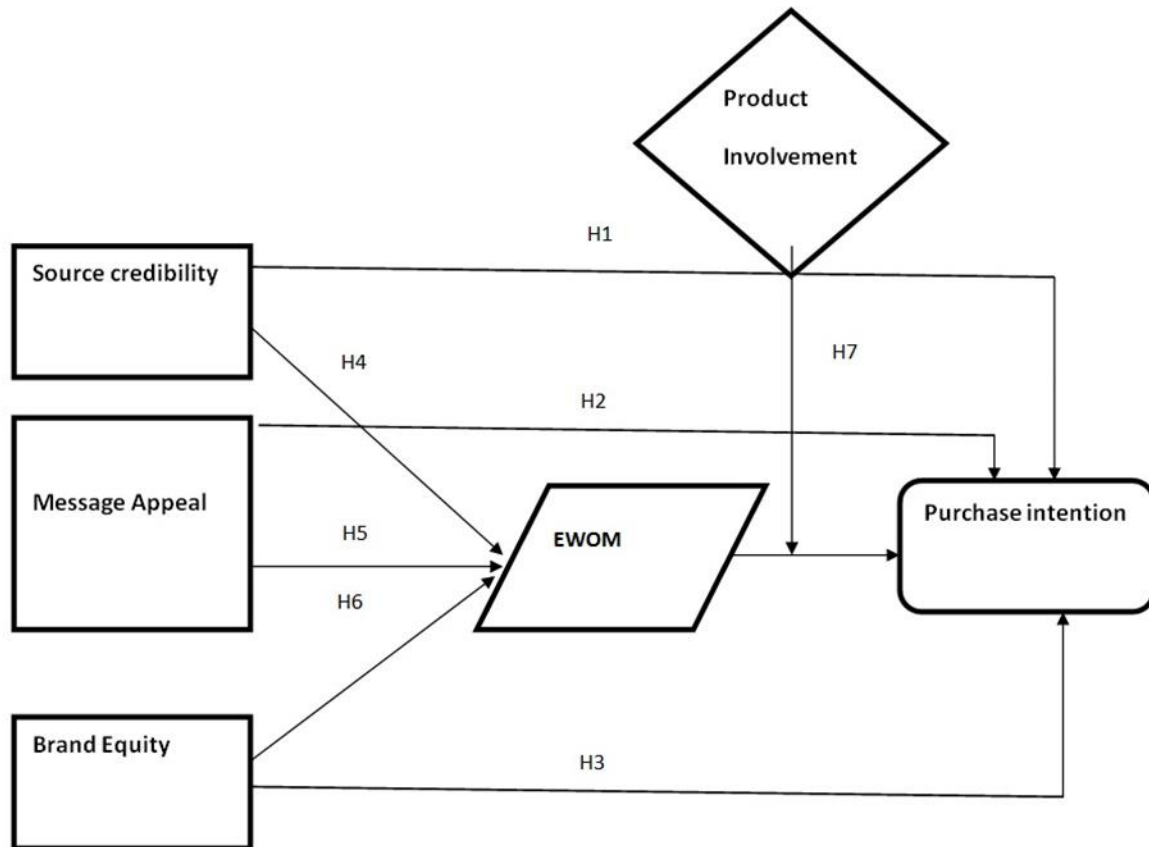 Product
Involvement
H1
Source credibility
H4
H7
H2
Message Appeal
Purchase intention
H5
EWOM
H6
Brand Equity
H3